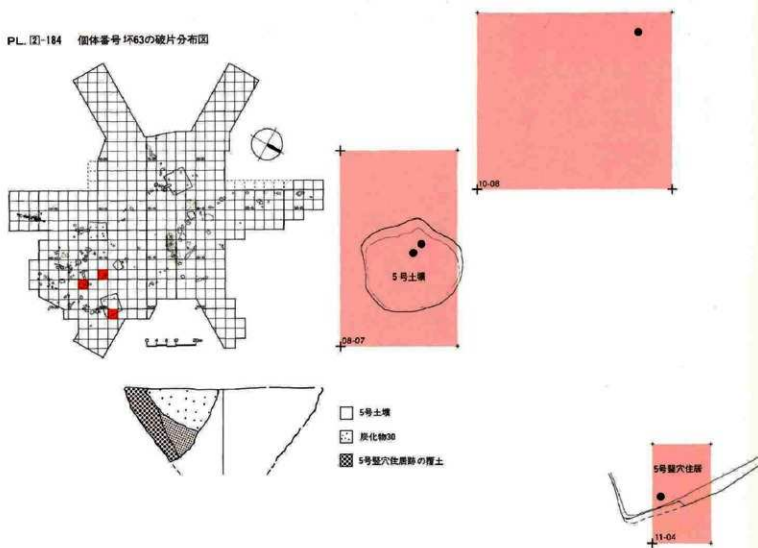 PL. [2]-184 個体番号 坏63の破片分布図
10-08
5号土壙
08-07
5号土壙
炭化物30
5号竪穴住居跡の覆土
5号竪穴住居
11-04